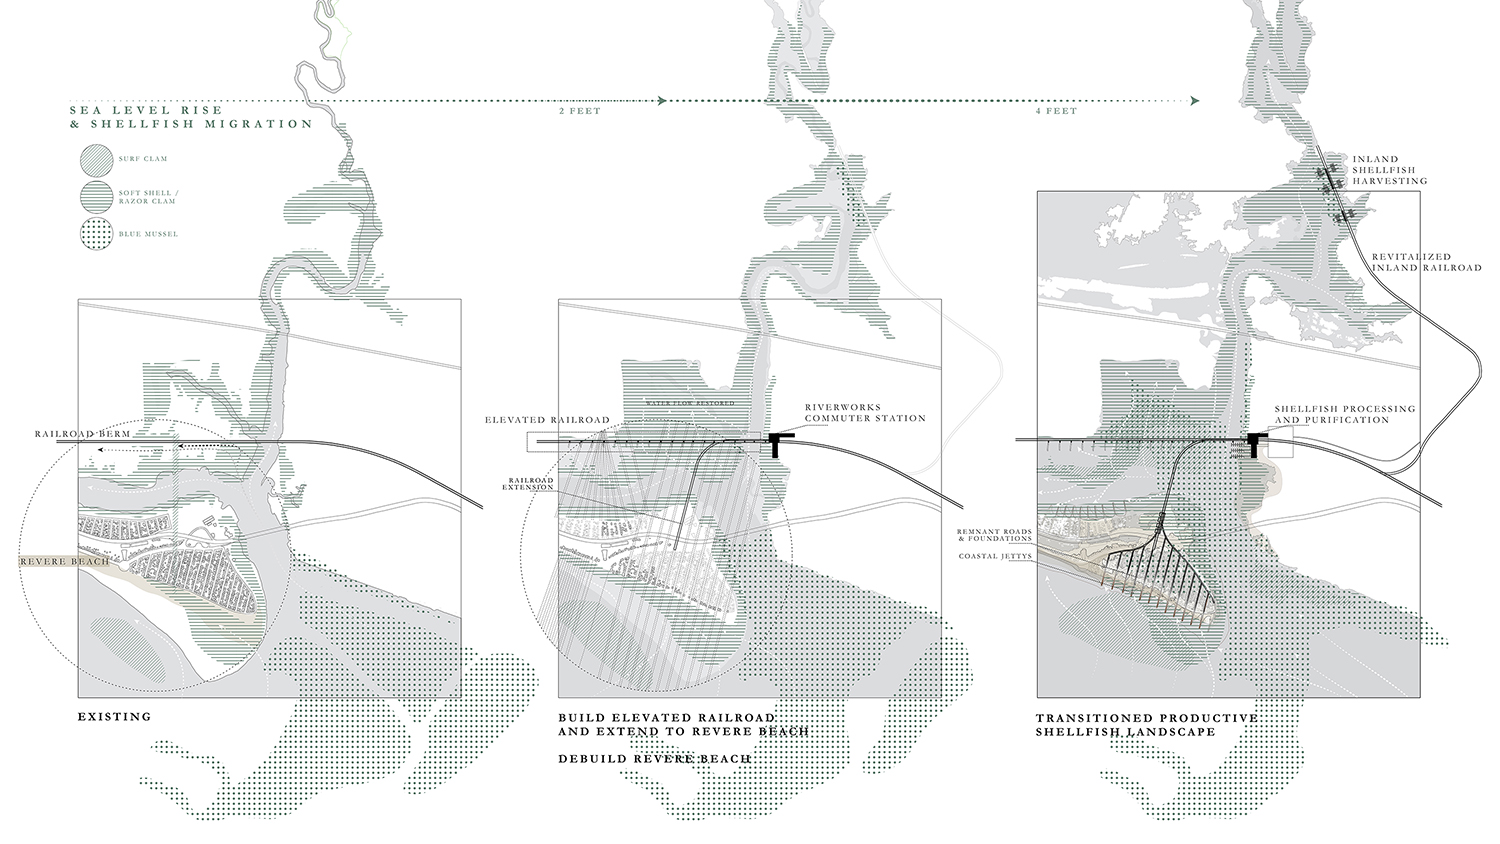 SEA LEVEL RISE
& SHELLFISH MIGRATION
2 FEET
4 FEET
SURF CLAM
SOFT SHELL /
RAZOR CLAM
BLUE MUSSEL
RAILROAD BERM
REVERE BEACH
EXISTING
WATER FLOW RESTORED
ELEVATED RAILROAD
RIVERWORKS
COMMUTER STATION
RAILROAD
EXTENSION
BUILD ELEVATED RAILROAD
AND EXTEND TO REVERE BEACH
DEBUILD REVERE BEACH
INLAND
SHELLFISH
HARVESTING
REVITALIZED
INLAND RAILROAD
SHELLFISH PROCESSING
AND PURIFICATION
REMNANT ROADS
& FOUNDATIONS
COASTAL JETTYS
TRANSITIONED PRODUCTIVE
SHELLFISH LANDSCAPE